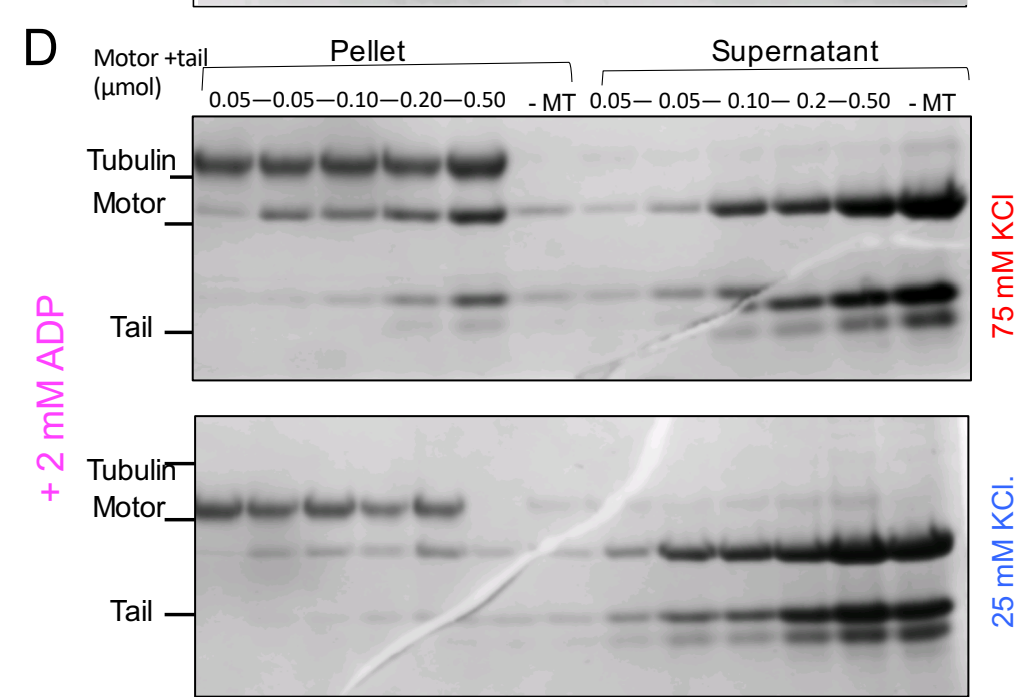 D
Motor +tail
(µmol)
Pellet
Supernatant
0.05—0.05—0.10—0.20—0.50 - MT 0.05— 0.05— 0.10— 0.2—0.50 - MT
Tubulin
Motor
Tail
75 mM KCl
+ 2 mM ADP
Tubulin
Motor
Tail
25 mM KCl.